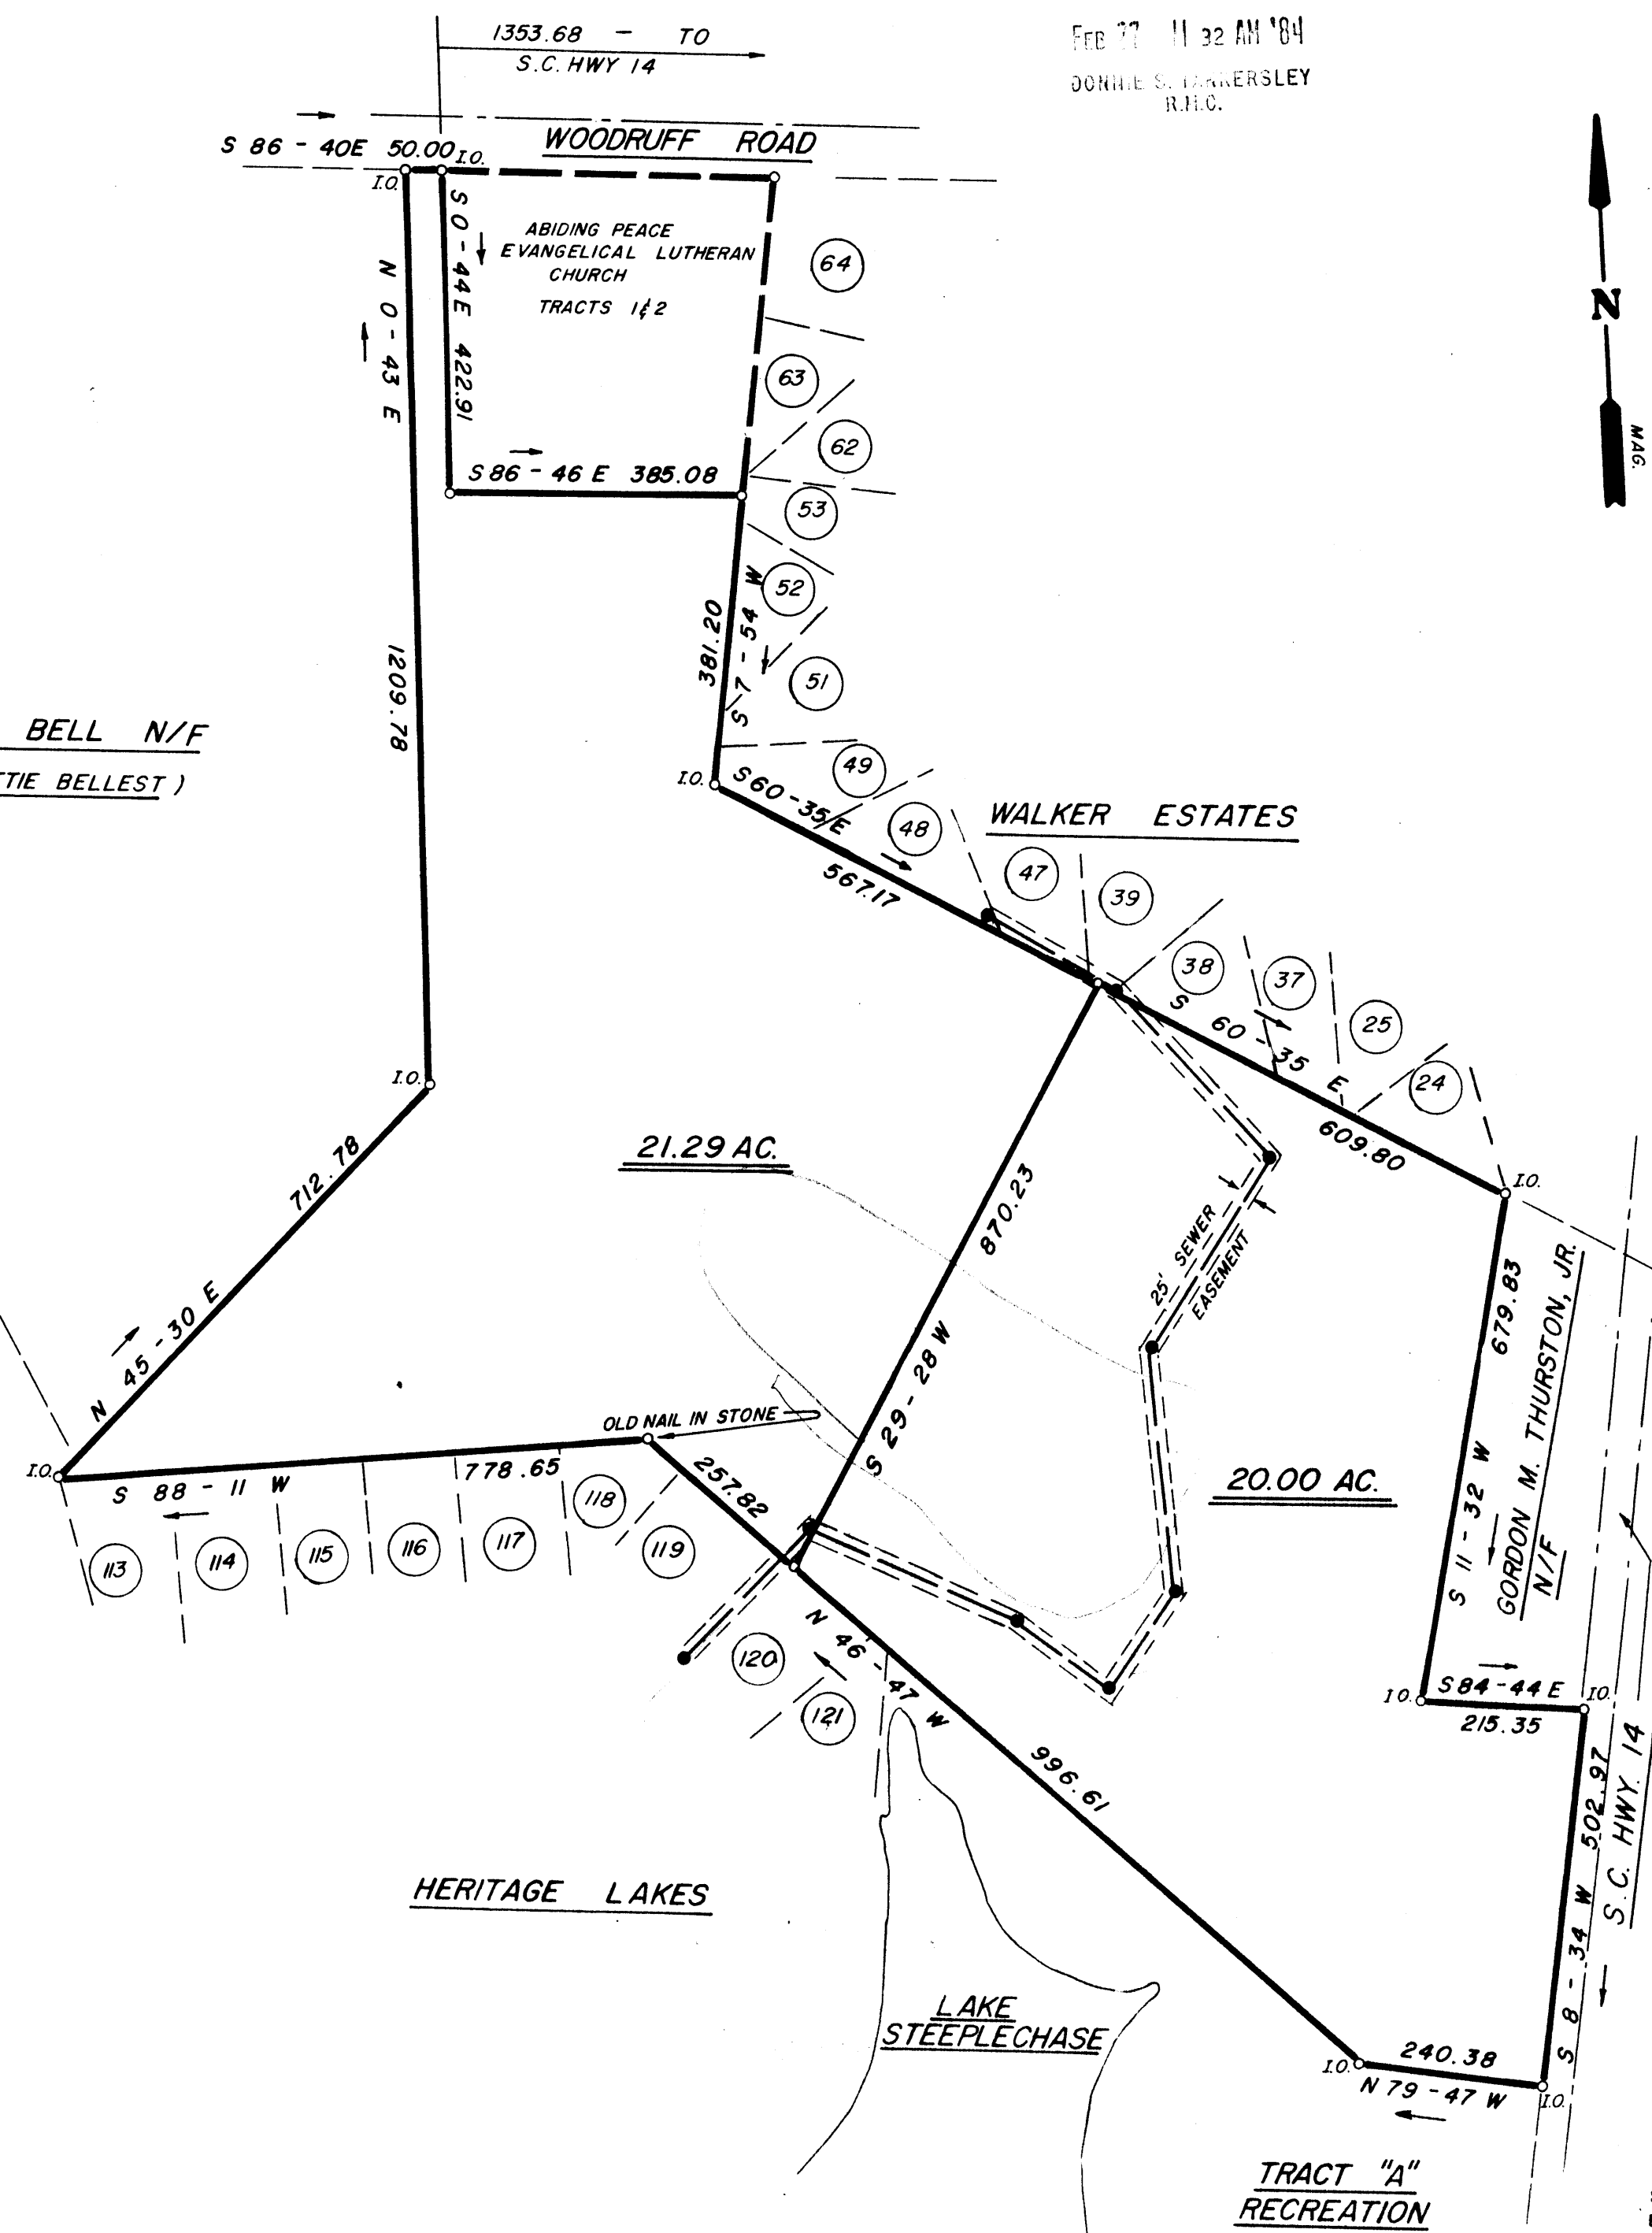 1353.68 - TO
S.C. HWY 14
FEB 11 32 AM '84
DONNIE S. TANKERSLEY
R.M.C.
S 86 - 40E 50.00
I.O.
WOODRUFF ROAD
I.O.
S 0 - 44 E 422.91
N 0 - 43 E
1209.78
ABIDING PEACE
EVANGELICAL LUTHERAN
CHURCH
TRACTS 1 & 2
64
63
62
53
52
51
49
48
47
39
38
37
25
24
N
MAG.
S 86 - 46 E 385.08
381.20
S 7 - 54 W
BELL N/F
TIE BELLEST )
I.O.
S 60 - 35 E
567.17
WALKER ESTATES
S 60 - 35 E
609.80
I.O.
I.O.
712.78
N 45 - 30 E
21.29 AC.
870.23
S 29 - 28 W
25' SEWER
EASEMENT
679.83
S 11 - 32 W
GORDON M. THURSTON, JR.
N/F
OLD NAIL IN STONE
I.O.
S 88 - 11 W
778.65
257.82
20.00 AC.
113
114
115
116
117
118
119
120
121
N 46 - 47 W
996.61
I.O.
S 84 - 44 E
I.O.
215.35
S 8 - 34 W 502.97
S.C. HWY. 14
HERITAGE LAKES
LAKE
STEEPLECHASE
I.O.
240.38
N 79 - 47 W
I.O.
TRACT "A"
RECREATION